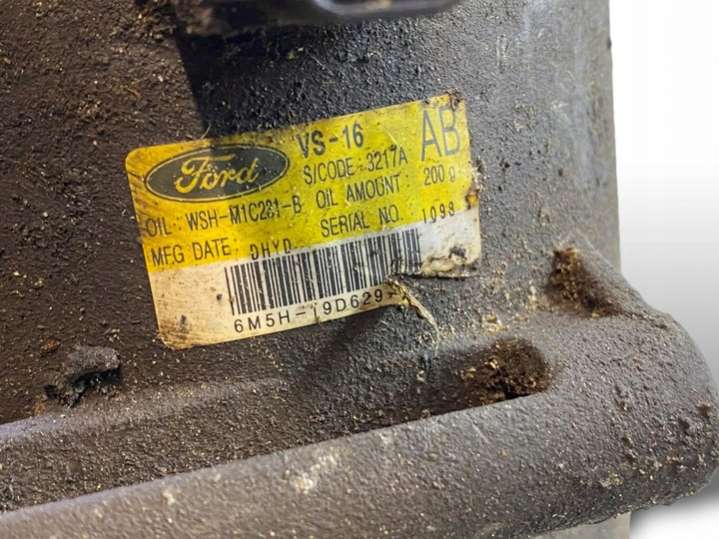 Ford VS-16 AB
S/CODE : 3217A
OIL : WSH-M1C231-B OIL AMOUNT : 200 g
MFG DATE : SERIAL NO. 1098
6M5H-19D629-